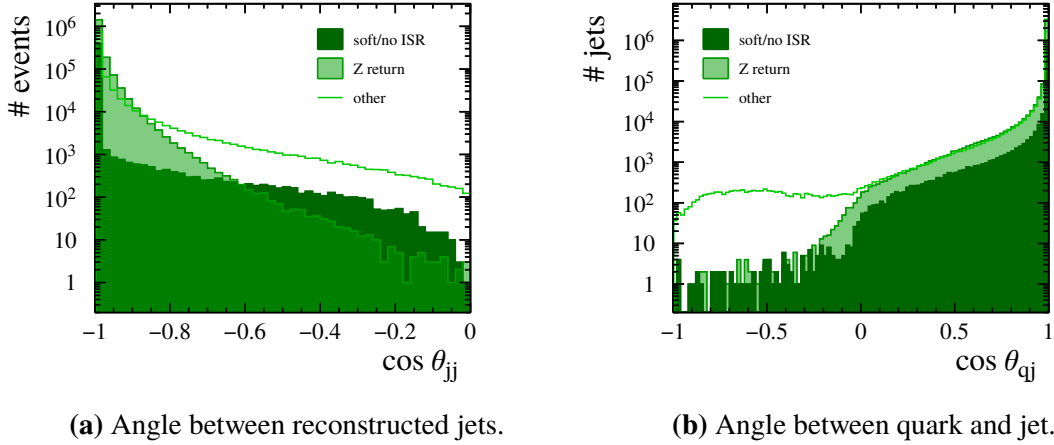 # events
10⁶
10⁵
10⁴
10³
10²
10
1
soft/no ISR
Z return
other
−1 −0.8 −0.6 −0.4 −0.2 0
cos θjj
(a) Angle between reconstructed jets.
# jets
10⁶
10⁵
10⁴
10³
10²
10
1
soft/no ISR
Z return
other
−1 −0.5 0 0.5 1
cos θqj
(b) Angle between quark and jet.